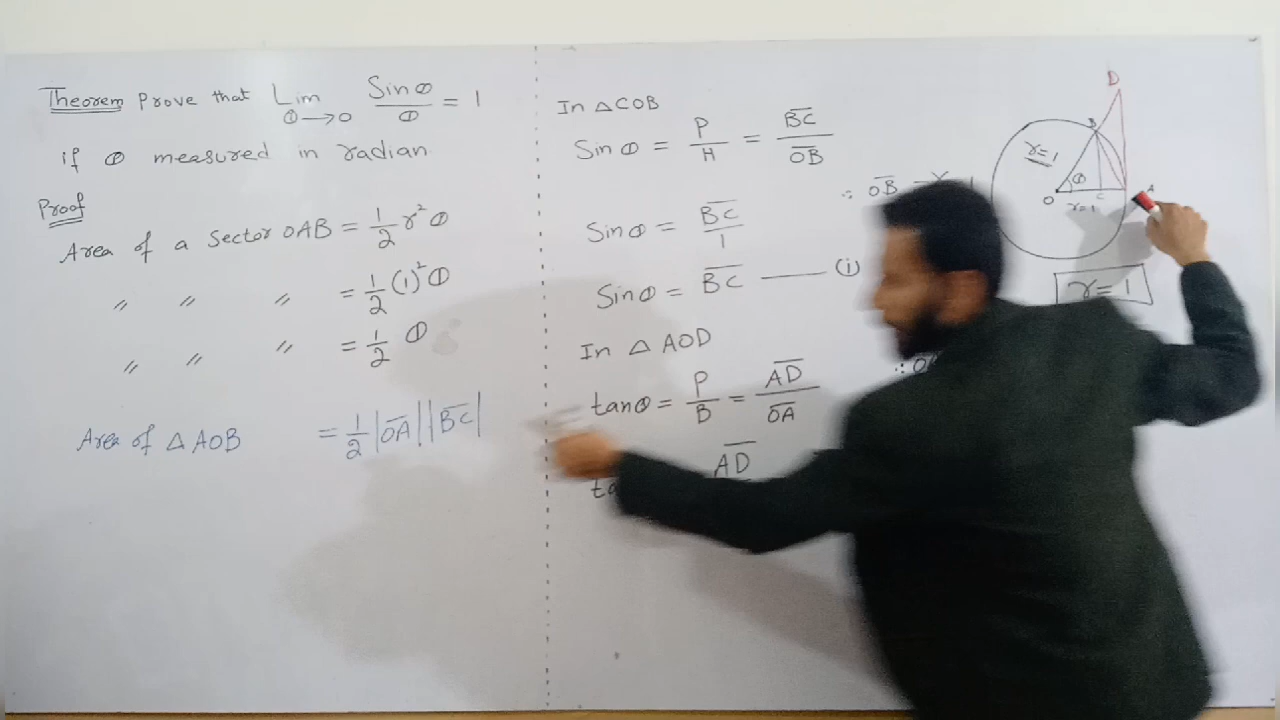 Theorem Prove that Lim Sinθ/θ = 1
θ→0
if θ measured in radian
Proof
Area of a Sector OAB = 1/2 r²θ
〃 〃 〃 = 1/2 (1)²θ
〃 〃 〃 = 1/2 θ
Area of △AOB = 1/2 |OA̅||BC̅|
In △COB
Sinθ = P/H = BC̅/OB̅
∵ OB̅
Sinθ = BC̅/1
Sinθ = BC̅ —— (i)
In △AOD
tanθ = P/B = AD̅/OA̅
AD̅
D
B
r=1
θ
O
C
A
r=1
r=1